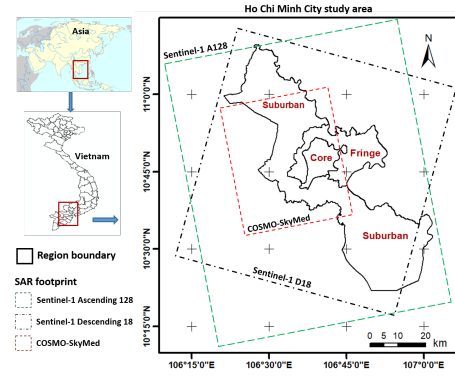 Ho Chi Minh City study area
Asia
Vietnam
Region boundary
SAR footprint
Sentinel-1 Ascending 128
Sentinel-1 Descending 18
COSMO-SkyMed
Sentinel-1 A128
N
Suburban
Core
Fringe
COSMO-SkyMed
Suburban
Sentinel-1 D18
11°0'0"N
10°45'0"N
10°30'0"N
10°15'0"N
0 5 10 20
km
106°15'0"E
106°30'0"E
106°45'0"E
107°0'0"E